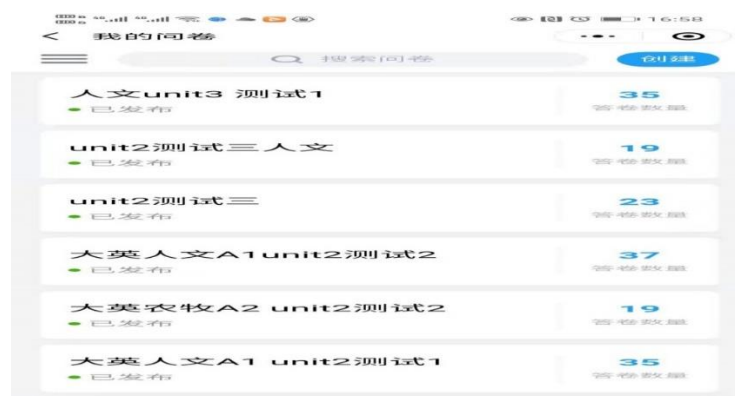 16:58
我的问卷
搜索问卷
创建
人文unit3 测试1
35
已发布
答卷数量
unit2测试三人文
19
已发布
答卷数量
unit2测试三
23
已发布
答卷数量
大英人文A1unit2测试2
37
已发布
答卷数量
大英农牧A2 unit2测试2
19
已发布
答卷数量
大英人文A1 unit2测试1
35
已发布
答卷数量